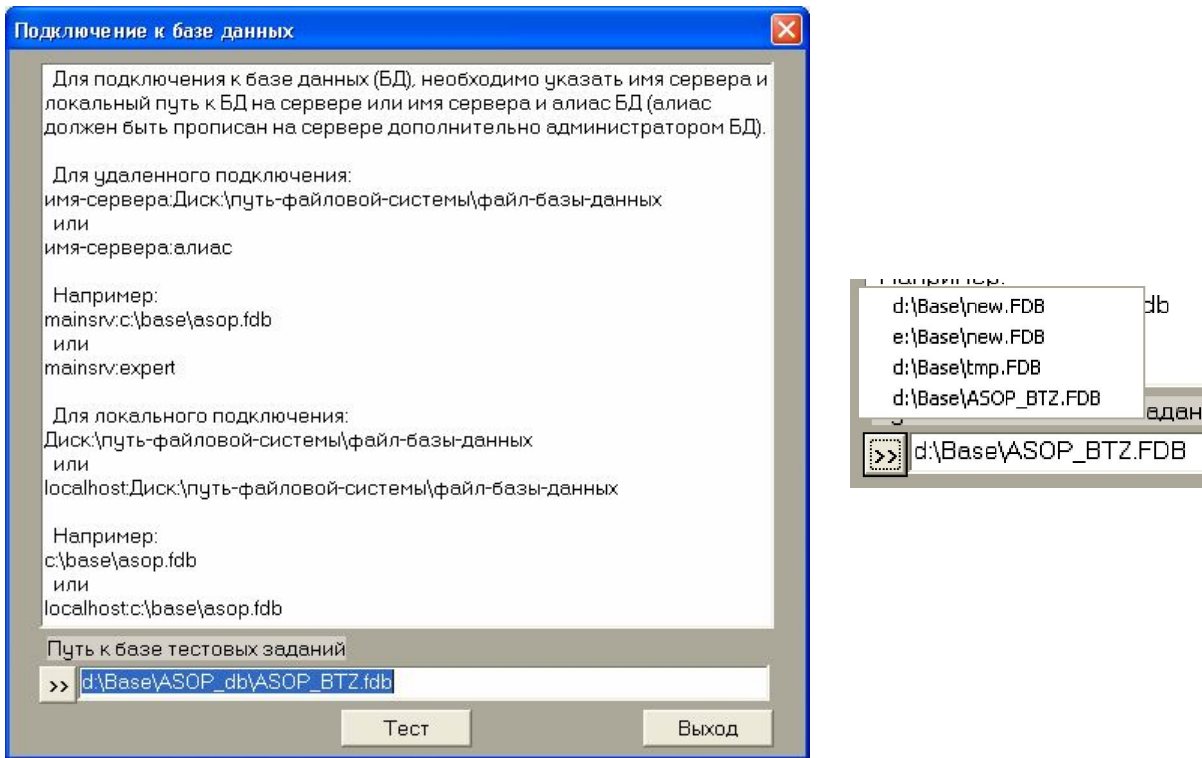 Подключение к базе данных
Для подключения к базе данных (БД), необходимо указать имя сервера и
локальный путь к БД на сервере или имя сервера и алиас БД (алиас
должен быть прописан на сервере дополнительно администратором БД).
Для удаленного подключения:
имя-сервера:Диск:\путь-файловой-системы\файл-базы-данных
или
имя-сервера:алиас
Например:
mainsrv:c:\base\asop.fdb
или
mainsrv:expert
Для локального подключения:
Диск:\путь-файловой-системы\файл-базы-данных
или
localhost:Диск:\путь-файловой-системы\файл-базы-данных
Например:
c:\base\asop.fdb
или
localhost:c:\base\asop.fdb
Путь к базе тестовых заданий
>> d:\Base\ASOP_db\ASOP_BTZ.fdb
Тест Выход
d:\Base\new.FDB
e:\Base\new.FDB
d:\Base\tmp.FDB
d:\Base\ASOP_BTZ.FDB
>> d:\Base\ASOP_BTZ.FDB